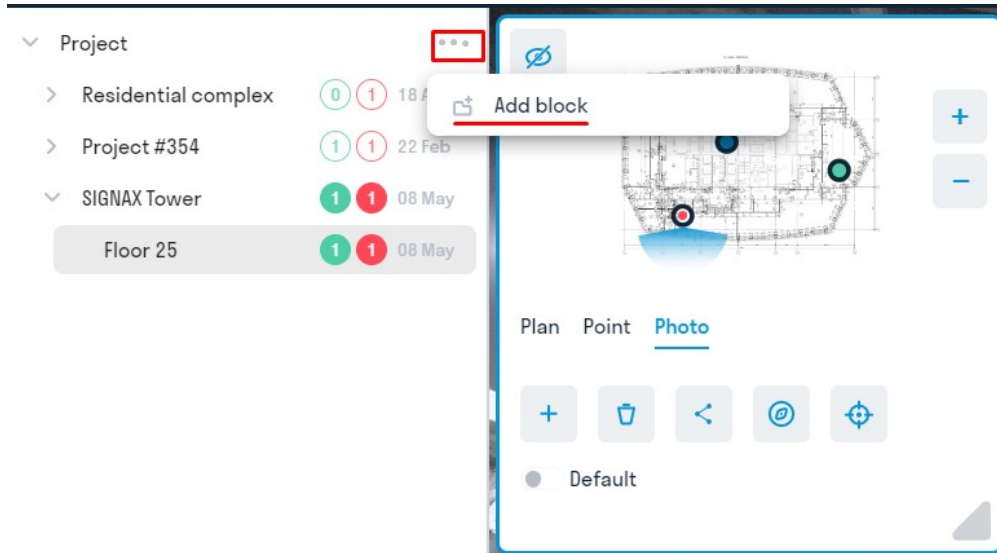 Project
Residential complex 0 1 18
Add block
Project #354 1 1 22 Feb
SIGNAX Tower 1 1 08 May
Floor 25 1 1 08 May
Plan Point Photo
Default